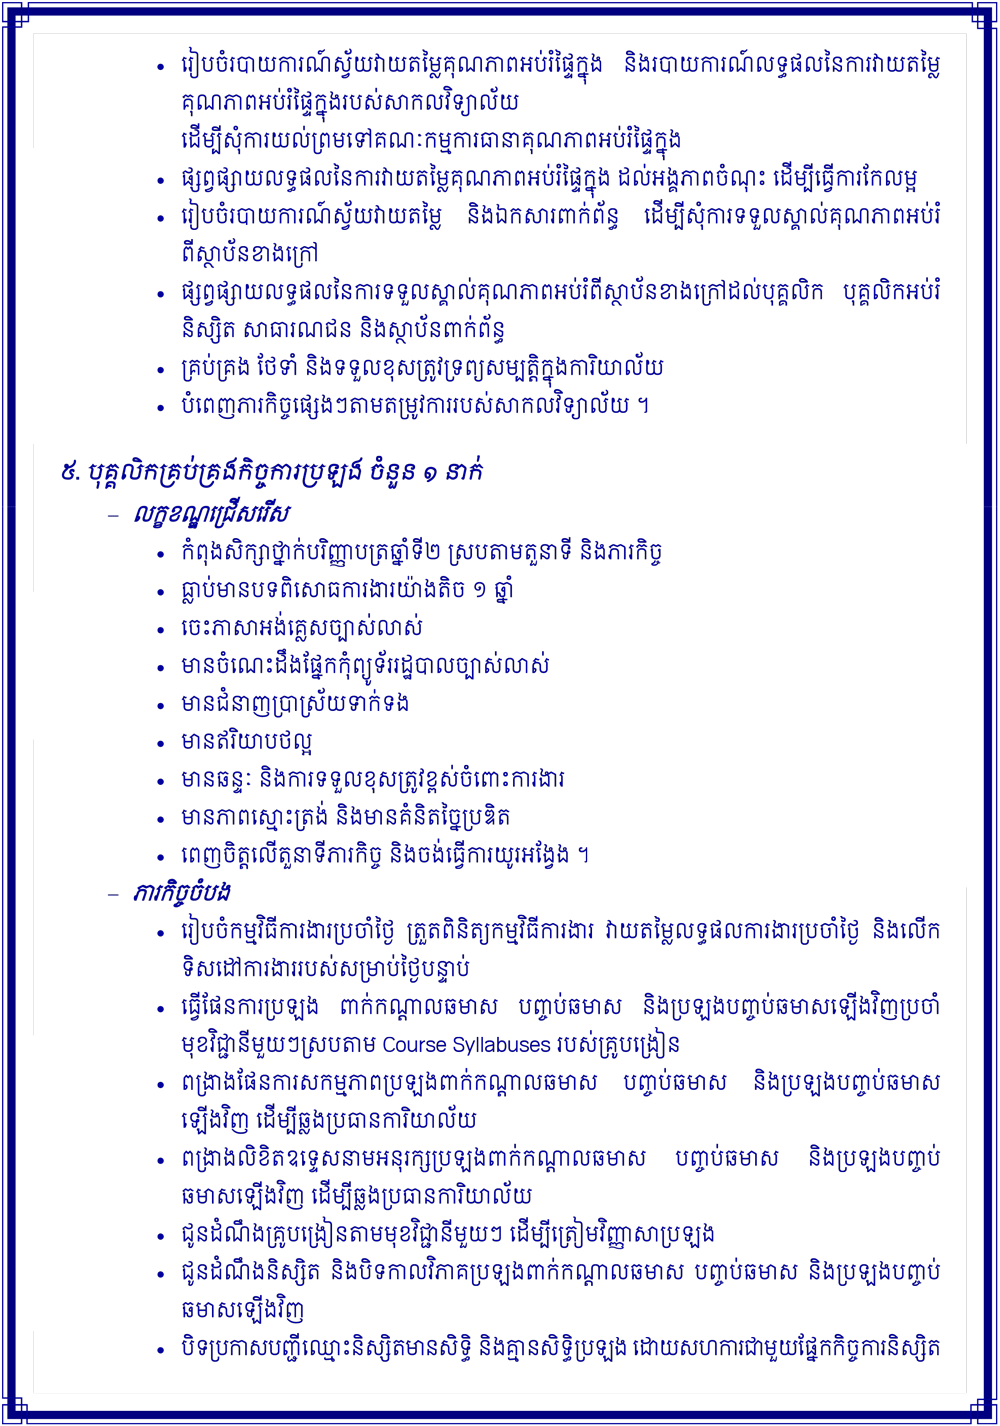 • រៀបចំរបាយការណ៍ស្វ័យវាយតម្លៃគុណភាពអប់រំផ្ទៃក្នុង និងរបាយការណ៍លទ្ធផលនៃការវាយតម្លៃ
គុណភាពអប់រំផ្ទៃក្នុងរបស់សាកលវិទ្យាល័យ
ដើម្បីសុំការយល់ព្រមទៅគណៈកម្មការធានាគុណភាពអប់រំផ្ទៃក្នុង
• ផ្សព្វផ្សាយលទ្ធផលនៃការវាយតម្លៃគុណភាពអប់រំផ្ទៃក្នុង ដល់អង្គភាពចំណុះ ដើម្បីធ្វើការកែលម្អ
• រៀបចំរបាយការណ៍ស្វ័យវាយតម្លៃ និងឯកសារពាក់ព័ន្ធ ដើម្បីសុំការទទួលស្គាល់គុណភាពអប់រំ
ពីស្ថាប័នខាងក្រៅ
• ផ្សព្វផ្សាយលទ្ធផលនៃការទទួលស្គាល់គុណភាពអប់រំពីស្ថាប័នខាងក្រៅដល់បុគ្គលិក បុគ្គលិកអប់រំ
និស្សិត សាធារណជន និងស្ថាប័នពាក់ព័ន្ធ
• គ្រប់គ្រង ថែទាំ និងទទួលខុសត្រូវទ្រព្យសម្បត្តិក្នុងការិយាល័យ
• បំពេញភារកិច្ចផ្សេងៗតាមតម្រូវការរបស់សាកលវិទ្យាល័យ ។
៥. បុគ្គលិកគ្រប់គ្រងកិច្ចការប្រឡង ចំនួន ១ នាក់
– លក្ខខណ្ឌជ្រើសរើស
• កំពុងសិក្សាថ្នាក់បរិញ្ញាបត្រឆ្នាំទី២ ស្របតាមតួនាទី និងភារកិច្ច
• ធ្លាប់មានបទពិសោធការងារយ៉ាងតិច ១ ឆ្នាំ
• ចេះភាសាអង់គ្លេសច្បាស់លាស់
• មានចំណេះដឹងផ្នែកកុំព្យូទ័ររដ្ឋបាលច្បាស់លាស់
• មានជំនាញប្រាស្រ័យទាក់ទង
• មានឥរិយាបថល្អ
• មានឆន្ទៈ និងការទទួលខុសត្រូវខ្ពស់ចំពោះការងារ
• មានភាពស្មោះត្រង់ និងមានគំនិតច្នៃប្រឌិត
• ពេញចិត្តលើតួនាទីភារកិច្ច និងចង់ធ្វើការយូរអង្វែង ។
– ភារកិច្ចចំបង
• រៀបចំកម្មវិធីការងារប្រចាំថ្ងៃ ត្រួតពិនិត្យកម្មវិធីការងារ វាយតម្លៃលទ្ធផលការងារប្រចាំថ្ងៃ និងលើក
ទិសដៅការងាររបស់សម្រាប់ថ្ងៃបន្ទាប់
• ធ្វើផែនការប្រឡង ពាក់កណ្តាលឆមាស បញ្ចប់ឆមាស និងប្រឡងបញ្ចប់ឆមាសឡើងវិញប្រចាំ
មុខវិជ្ជានីមួយៗស្របតាម Course Syllabuses របស់គ្រូបង្រៀន
• ពង្រាងផែនការសកម្មភាពប្រឡងពាក់កណ្តាលឆមាស បញ្ចប់ឆមាស និងប្រឡងបញ្ចប់ឆមាស
ឡើងវិញ ដើម្បីឆ្លងប្រធានការិយាល័យ
• ពង្រាងលិខិតឧទ្ទេសនាមអនុរក្សប្រឡងពាក់កណ្តាលឆមាស បញ្ចប់ឆមាស និងប្រឡងបញ្ចប់
ឆមាសឡើងវិញ ដើម្បីឆ្លងប្រធានការិយាល័យ
• ជូនដំណឹងគ្រូបង្រៀនតាមមុខវិជ្ជានីមួយៗ ដើម្បីត្រៀមវិញ្ញាសាប្រឡង
• ជូនដំណឹងនិស្សិត និងបិទកាលវិភាគប្រឡងពាក់កណ្តាលឆមាស បញ្ចប់ឆមាស និងប្រឡងបញ្ចប់
ឆមាសឡើងវិញ
• បិទប្រកាសបញ្ជីឈ្មោះនិស្សិតមានសិទ្ធិ និងគ្មានសិទ្ធិប្រឡង ដោយសហការជាមួយផ្នែកកិច្ចការនិស្សិត